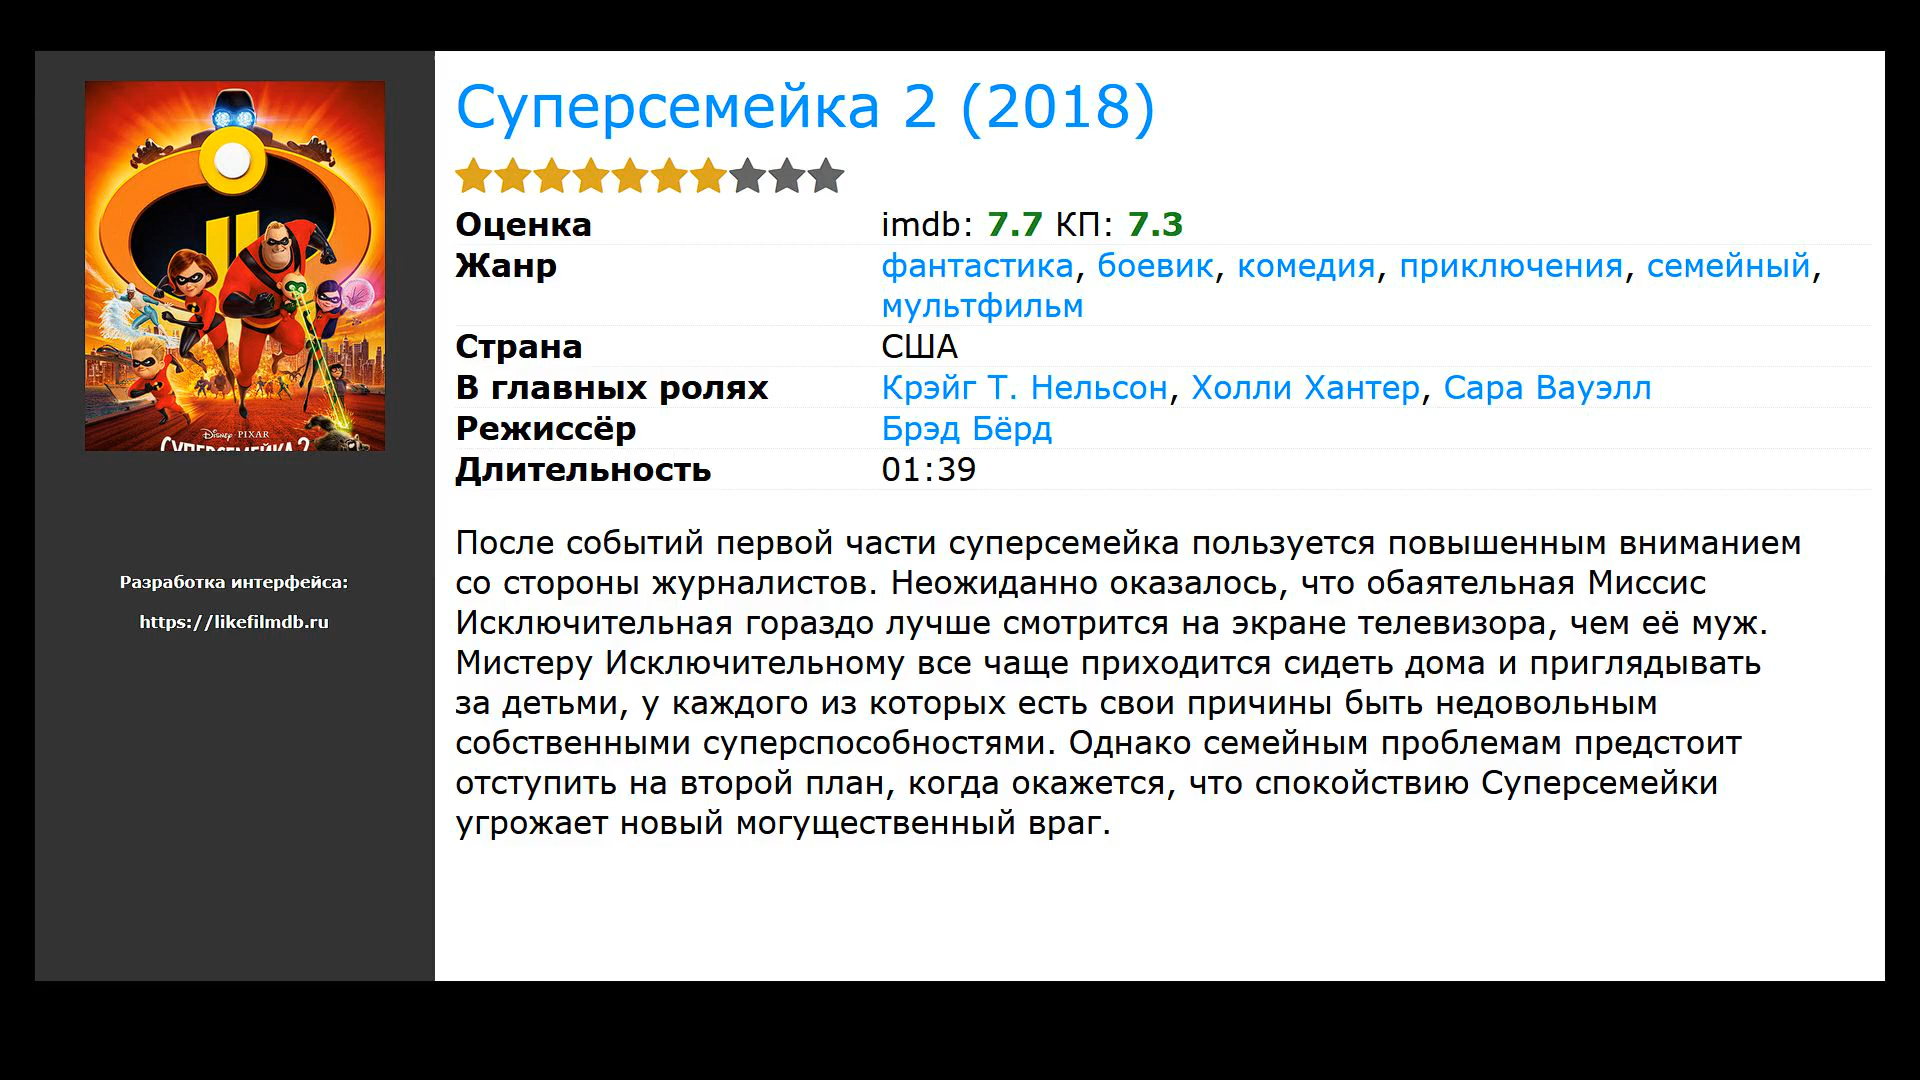 Суперсемейка 2 (2018)
Оценка imdb: 7.7 КП: 7.3
Жанр фантастика, боевик, комедия, приключения, семейный,
мультфильм
Страна США
В главных ролях Крэйг Т. Нельсон, Холли Хантер, Сара Вауэлл
Режиссёр Брэд Бёрд
Длительность 01:39
После событий первой части суперсемейка пользуется повышенным вниманием
со стороны журналистов. Неожиданно оказалось, что обаятельная Миссис
Исключительная гораздо лучше смотрится на экране телевизора, чем её муж.
Мистеру Исключительному все чаще приходится сидеть дома и приглядывать
за детьми, у каждого из которых есть свои причины быть недовольным
собственными суперспособностями. Однако семейным проблемам предстоит
отступить на второй план, когда окажется, что спокойствию Суперсемейки
угрожает новый могущественный враг.
Disney PIXAR
СУПЕРСЕМЕЙКА 2
Разработка интерфейса:
https://likefilmdb.ru